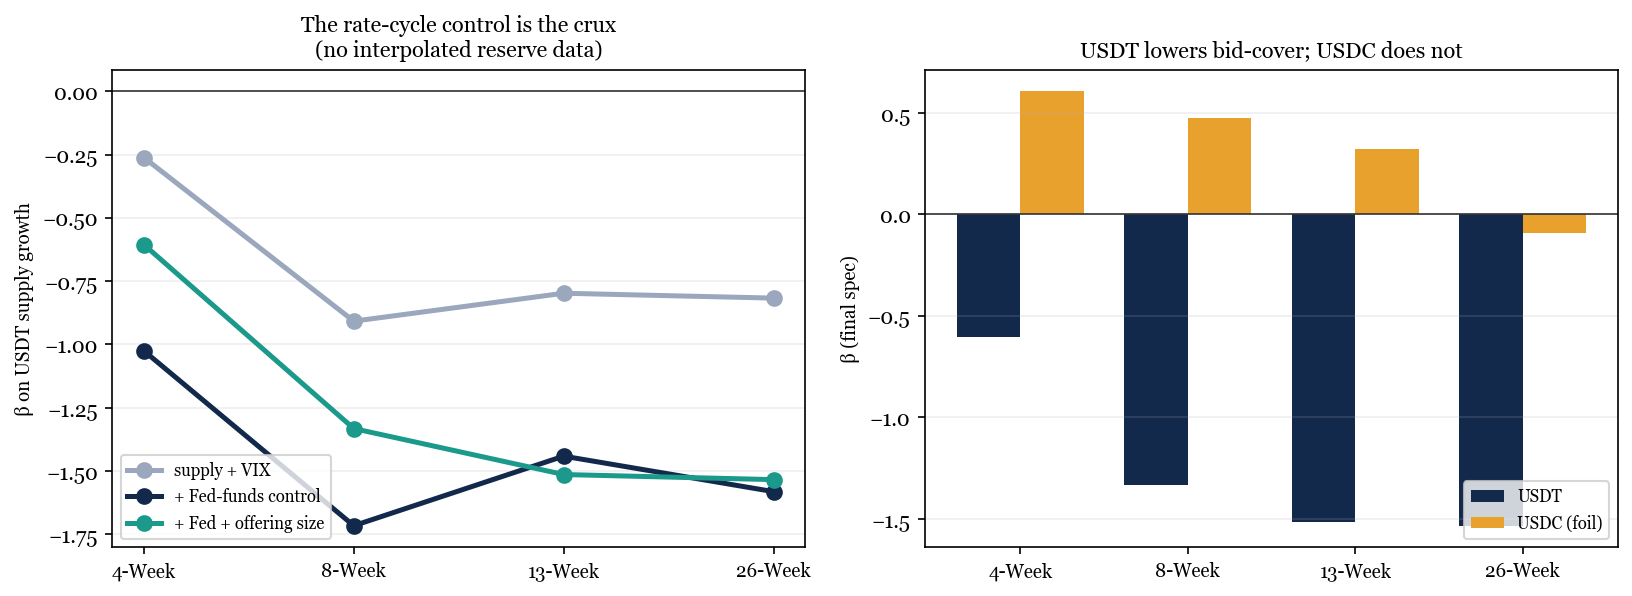 The rate-cycle control is the crux
(no interpolated reserve data)
β on USDT supply growth
0.00
−0.25
−0.50
−0.75
−1.00
−1.25
−1.50
−1.75
supply + VIX
+ Fed-funds control
+ Fed + offering size
4-Week
8-Week
13-Week
26-Week
USDT lowers bid-cover; USDC does not
β (final spec)
0.5
0.0
−0.5
−1.0
−1.5
USDT
USDC (foil)
4-Week
8-Week
13-Week
26-Week